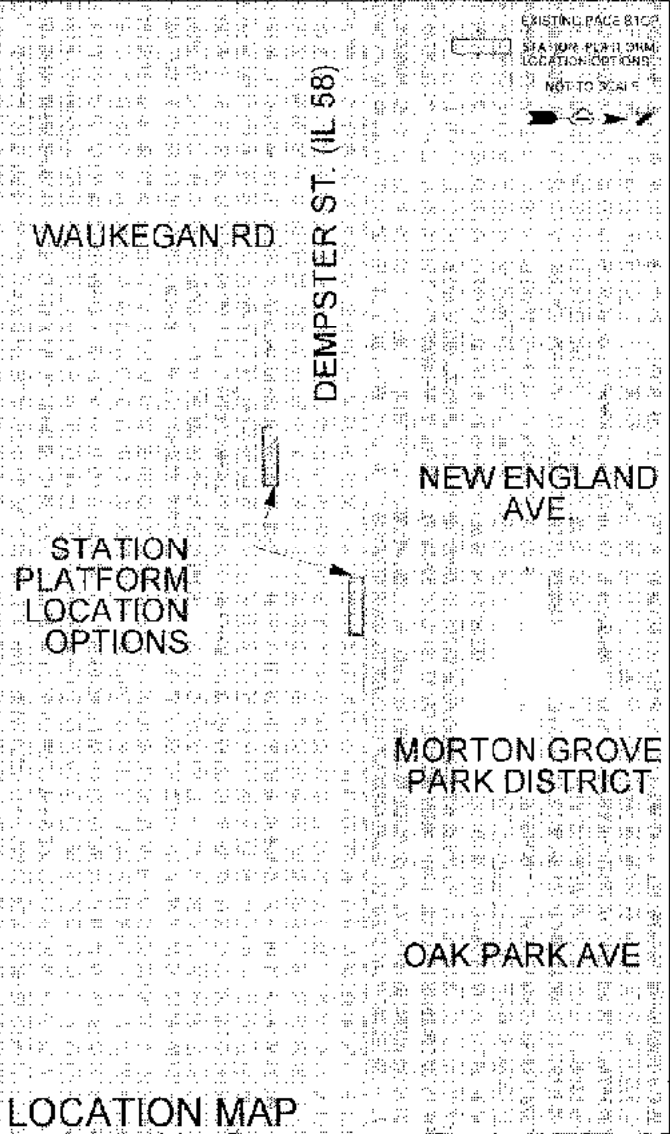 EXISTING PACE STOP
STATION PLATFORM
LOCATION OPTIONS
NOT TO SCALE
DEMPSTER ST. (IL 58)
WAUKEGAN RD
NEW ENGLAND
AVE.
STATION
PLATFORM
LOCATION
OPTIONS
MORTON GROVE
PARK DISTRICT
OAK PARK AVE
LOCATION MAP